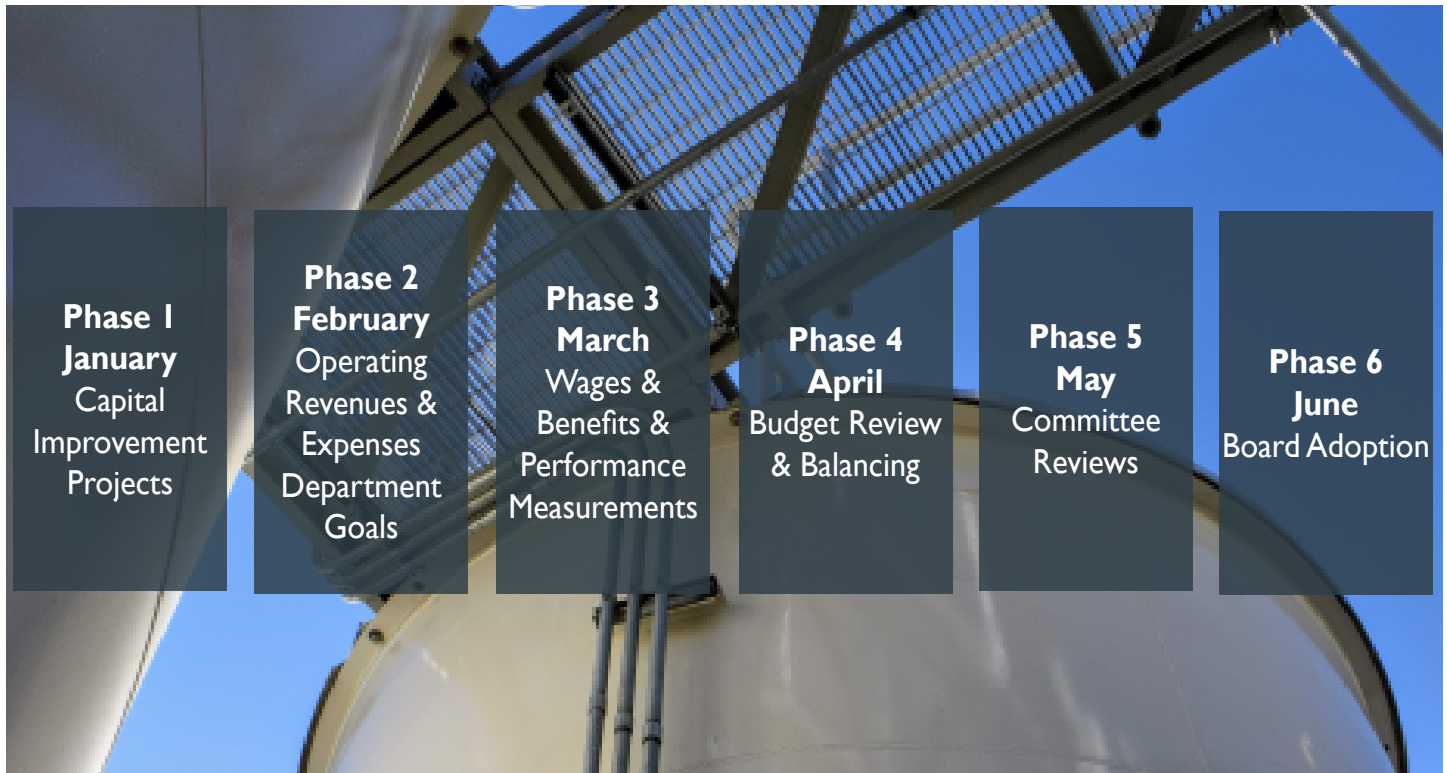 Phase 1
January
Capital
Improvement
Projects
Phase 2
February
Operating
Revenues &
Expenses
Department
Goals
Phase 3
March
Wages &
Benefits &
Performance
Measurements
Phase 4
April
Budget Review
& Balancing
Phase 5
May
Committee
Reviews
Phase 6
June
Board Adoption